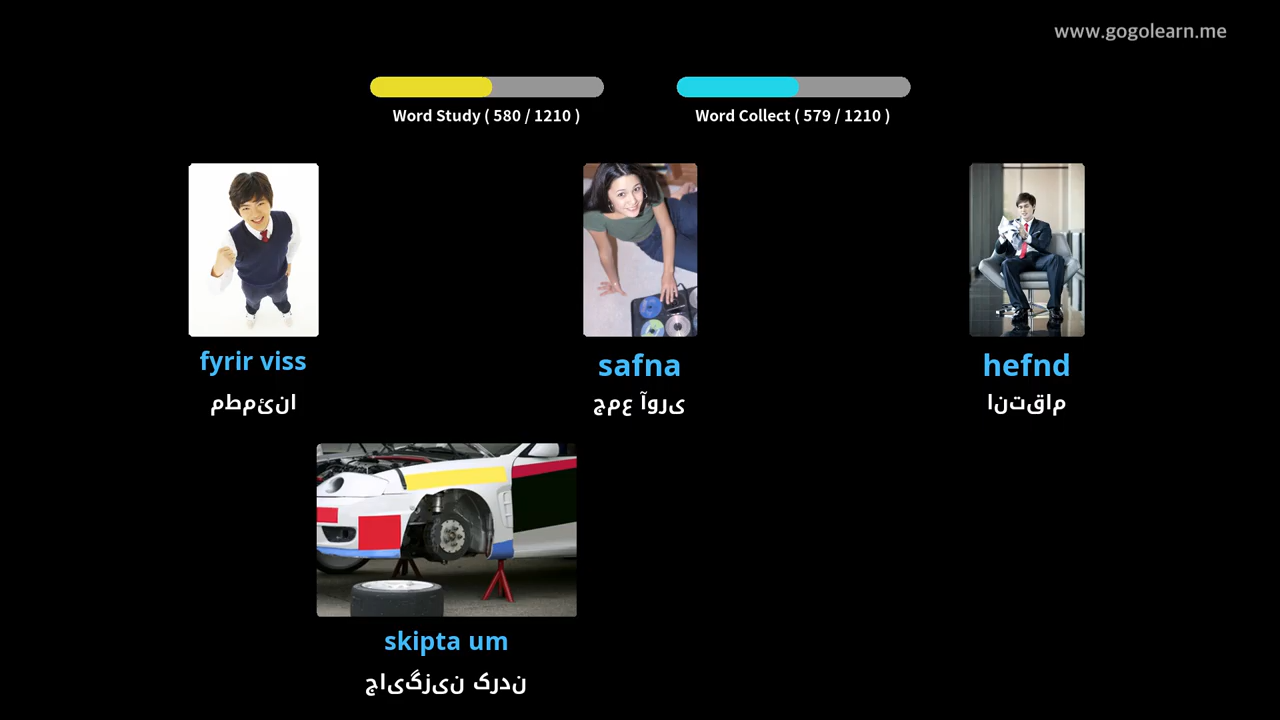 www.gogolearn.me
Word Study ( 580 / 1210 )
Word Collect ( 579 / 1210 )
fyrir viss
مطمئنا
safna
جمع آوری
hefnd
انتقام
skipta um
جایگزین کردن